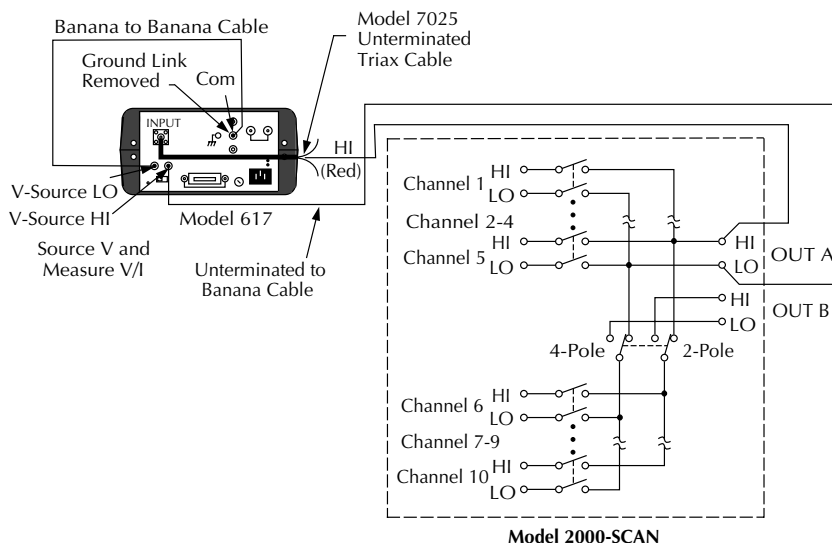 Banana to Banana Cable
Ground Link
Removed
Com
Model 7025
Unterminated
Triax Cable
INPUT
HI
(Red)
V-Source LO
V-Source HI
Model 617
Source V and
Measure V/I
Unterminated to
Banana Cable
Channel 1
HI
LO
Channel 2-4
Channel 5
HI
LO
HI
LO
OUT A
HI
LO
OUT B
4-Pole
2-Pole
Channel 6
HI
LO
Channel 7-9
Channel 10
HI
LO
Model 2000-SCAN